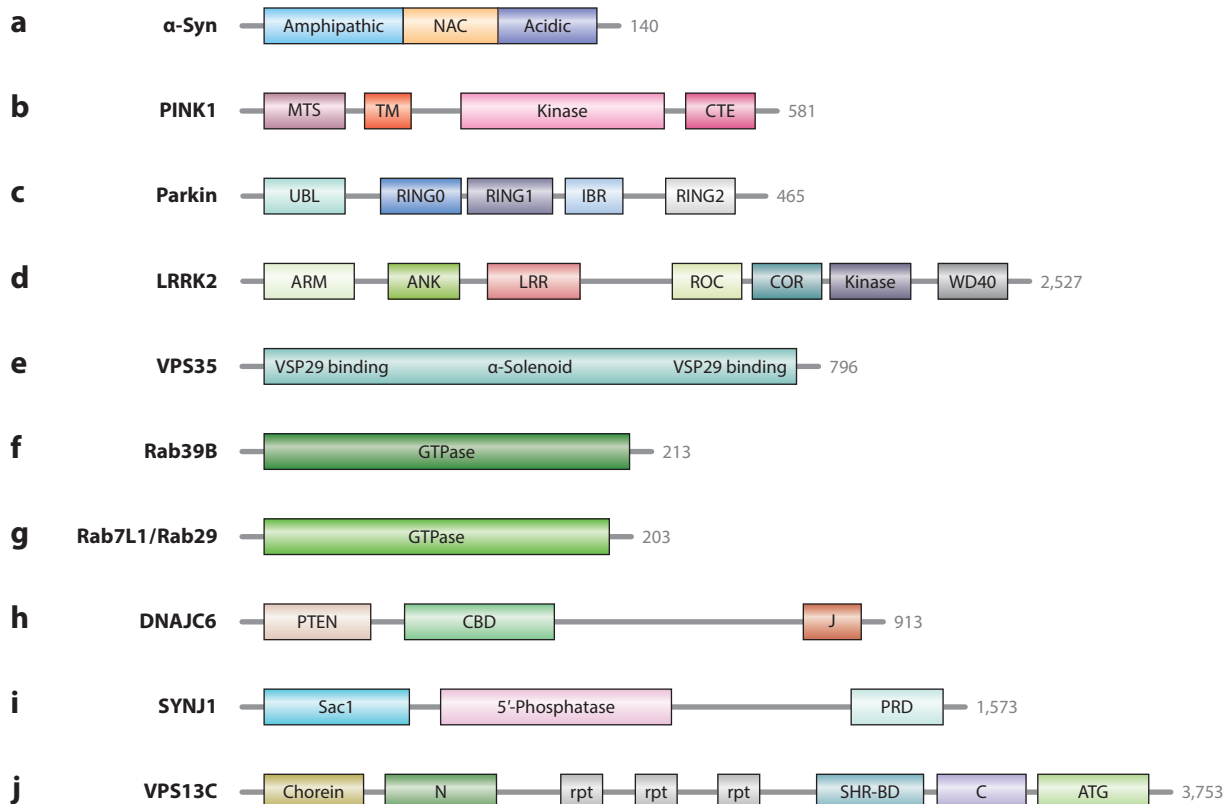 a α-Syn Amphipathic NAC Acidic 140
b PINK1 MTS TM Kinase CTE 581
c Parkin UBL RING0 RING1 IBR RING2 465
d LRRK2 ARM ANK LRR ROC COR Kinase WD40 2,527
e VPS35 VSP29 binding α-Solenoid VSP29 binding 796
f Rab39B GTPase 213
g Rab7L1/Rab29 GTPase 203
h DNAJC6 PTEN CBD J 913
i SYNJ1 Sac1 5′-Phosphatase PRD 1,573
j VPS13C Chorein N rpt rpt rpt SHR-BD C ATG 3,753